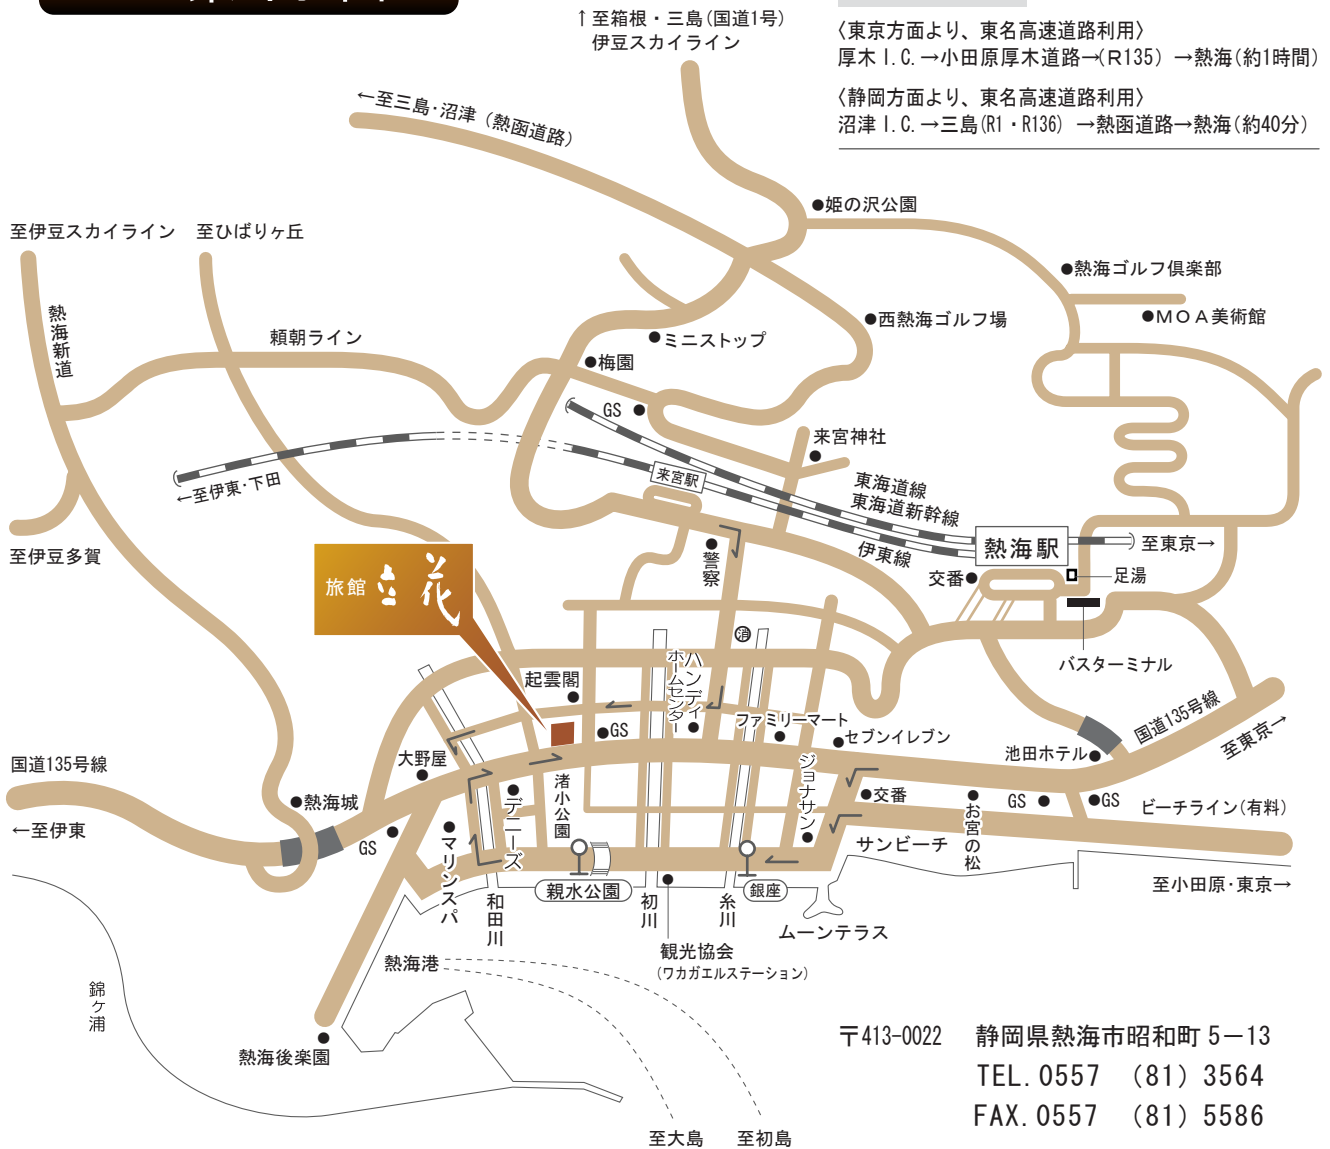 ↑至箱根・三島(国道1号)
伊豆スカイライン
〈東京方面より、東名高速道路利用〉
厚木I.C.→小田原厚木道路→(R135)→熱海(約1時間)
〈静岡方面より、東名高速道路利用〉
沼津I.C.→三島(R1・R136)→熱函道路→熱海(約40分)
←至三島・沼津(熱函道路)
姫の沢公園
至伊豆スカイライン
至ひばりヶ丘
熱海ゴルフ倶楽部
熱海新道
MOA美術館
西熱海ゴルフ場
頼朝ライン
ミニストップ
梅園
GS
来宮神社
来宮駅
←至伊東・下田
東海道線
東海道新幹線
伊東線
熱海駅
至東京→
至伊豆多賀
警察
交番
足湯
旅館 立花
消
バスターミナル
起雲閣
ハンディ
ホームセンター
ファミリーマート
セブンイレブン
GS
国道135号線
至東京→
池田ホテル
大野屋
国道135号線
渚小公園
ジョナサン
デニーズ
熱海城
交番
お宮の松
GS
GS
ビーチライン(有料)
←至伊東
GS
マリンスパ
サンビーチ
親水公園
銀座
至小田原・東京→
和田川
初川
糸川
ムーンテラス
観光協会
(ワカガエルステーション)
熱海港
錦ケ浦
熱海後楽園
至大島
至初島
〒413-0022 静岡県熱海市昭和町5−13
TEL.0557 (81) 3564
FAX.0557 (81) 5586